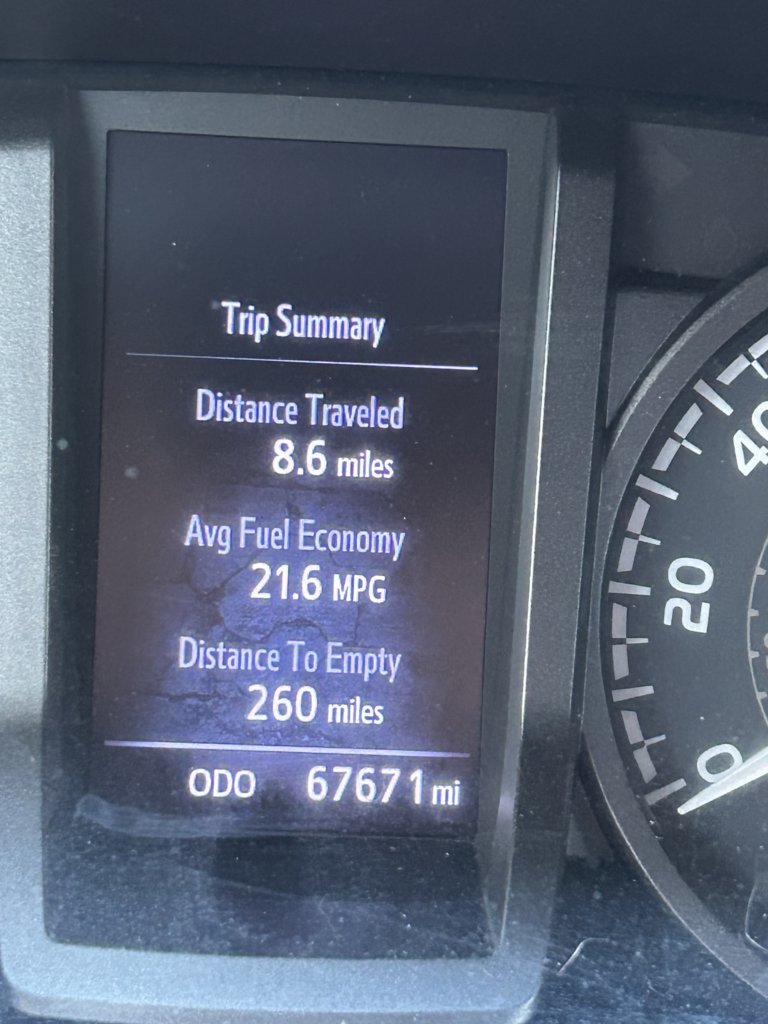 Trip Summary
Distance Traveled
8.6 miles
Avg Fuel Economy
21.6 MPG
Distance To Empty
260 miles
ODO 67671 mi
40
20
0